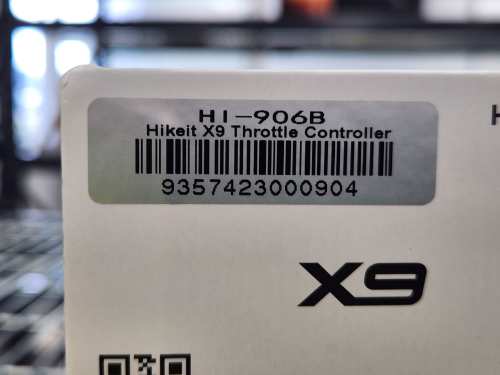 HI-906B
Hikeit X9 Throttle Controller
9357423000904
H
X9